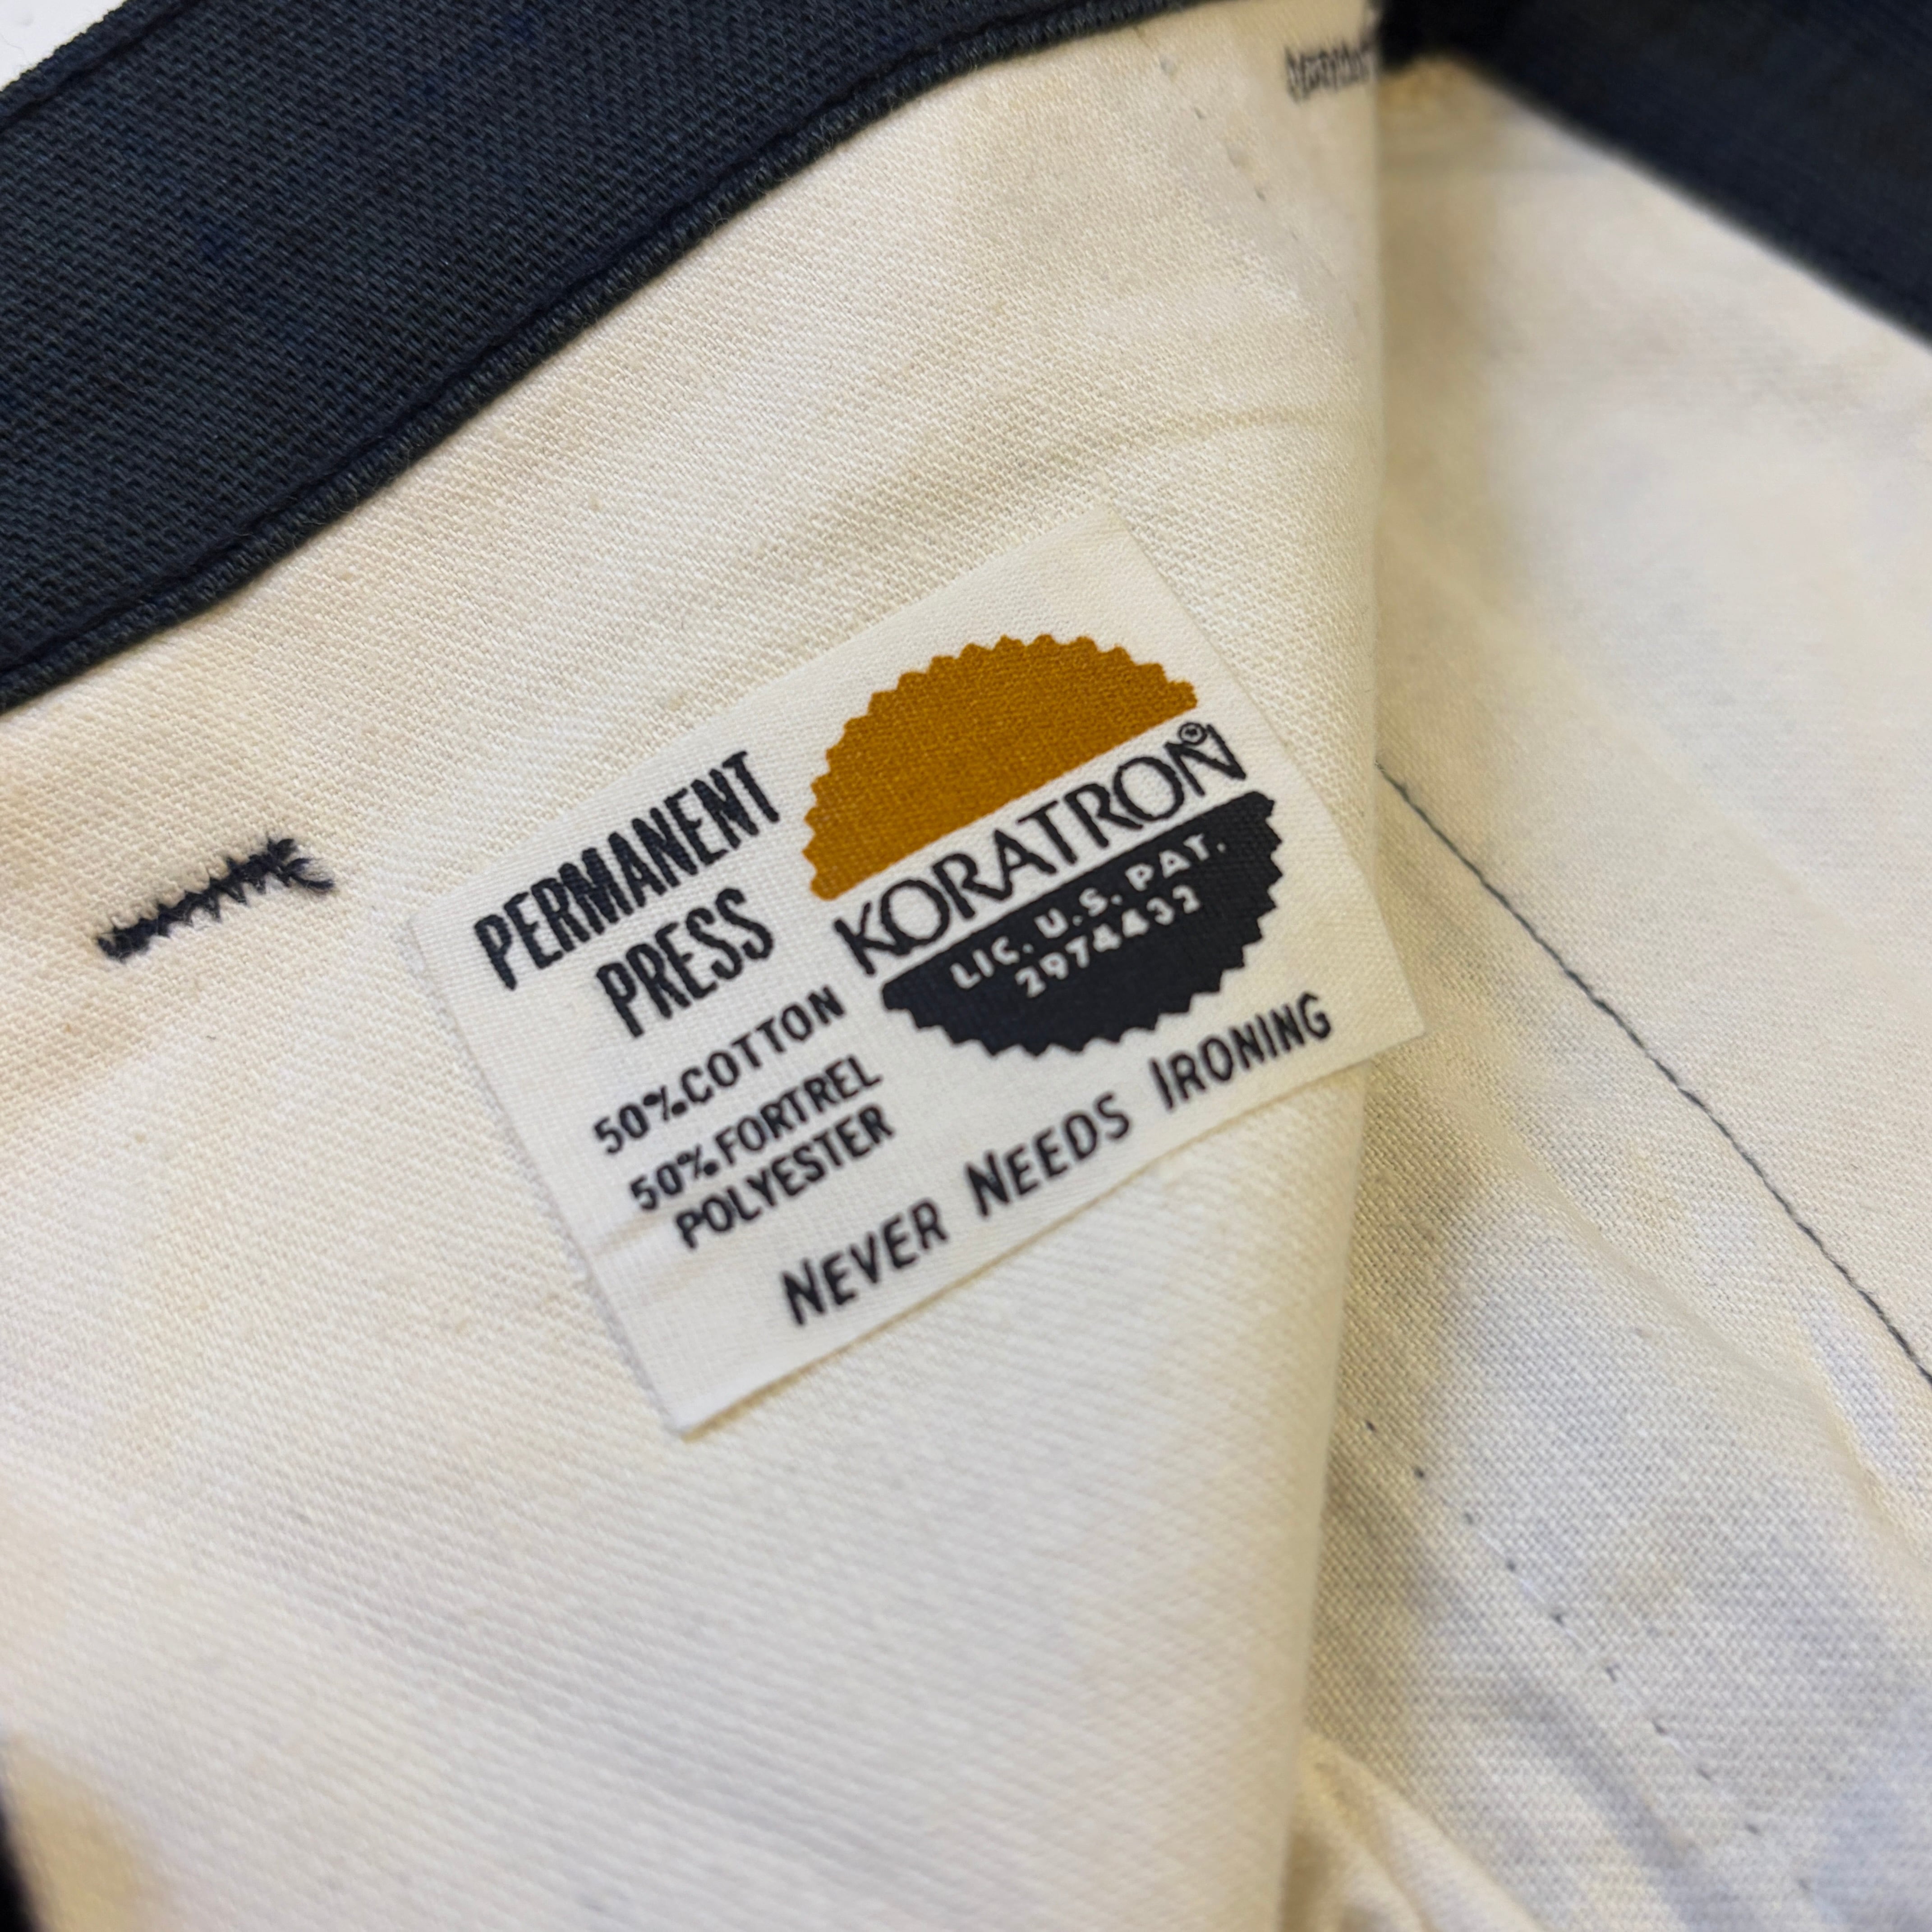 PERMANENT
PRESS
50% COTTON
50% FORTREL
POLYESTER
KORATRON®
LIC. U.S. PAT.
2974432
NEVER NEEDS IRONING